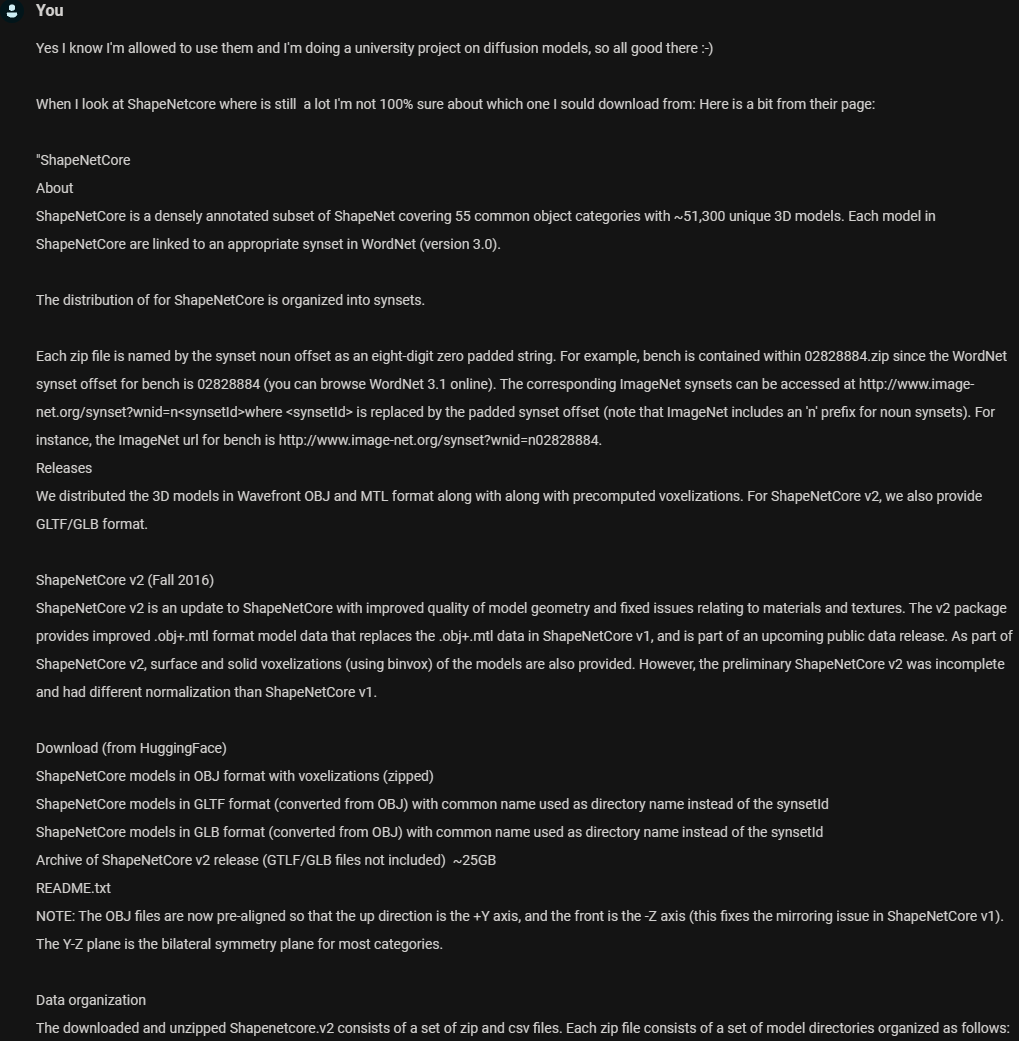 You
Yes I know I'm allowed to use them and I'm doing a university project on diffusion models, so all good there :-)
When I look at ShapeNetcore where is still  a lot I'm not 100% sure about which one I sould download from: Here is a bit from their page:
"ShapeNetCore
About
ShapeNetCore is a densely annotated subset of ShapeNet covering 55 common object categories with ~51,300 unique 3D models. Each model in
ShapeNetCore are linked to an appropriate synset in WordNet (version 3.0).
The distribution of for ShapeNetCore is organized into synsets.
Each zip file is named by the synset noun offset as an eight-digit zero padded string. For example, bench is contained within 02828884.zip since the WordNet
synset offset for bench is 02828884 (you can browse WordNet 3.1 online). The corresponding ImageNet synsets can be accessed at http://www.image-
net.org/synset?wnid=n<synsetId>where <synsetId> is replaced by the padded synset offset (note that ImageNet includes an 'n' prefix for noun synsets). For
instance, the ImageNet url for bench is http://www.image-net.org/synset?wnid=n02828884.
Releases
We distributed the 3D models in Wavefront OBJ and MTL format along with along with precomputed voxelizations. For ShapeNetCore v2, we also provide
GLTF/GLB format.
ShapeNetCore v2 (Fall 2016)
ShapeNetCore v2 is an update to ShapeNetCore with improved quality of model geometry and fixed issues relating to materials and textures. The v2 package
provides improved .obj+.mtl format model data that replaces the .obj+.mtl data in ShapeNetCore v1, and is part of an upcoming public data release. As part of
ShapeNetCore v2, surface and solid voxelizations (using binvox) of the models are also provided. However, the preliminary ShapeNetCore v2 was incomplete
and had different normalization than ShapeNetCore v1.
Download (from HuggingFace)
ShapeNetCore models in OBJ format with voxelizations (zipped)
ShapeNetCore models in GLTF format (converted from OBJ) with common name used as directory name instead of the synsetId
ShapeNetCore models in GLB format (converted from OBJ) with common name used as directory name instead of the synsetId
Archive of ShapeNetCore v2 release (GTLF/GLB files not included)  ~25GB
README.txt
NOTE: The OBJ files are now pre-aligned so that the up direction is the +Y axis, and the front is the -Z axis (this fixes the mirroring issue in ShapeNetCore v1).
The Y-Z plane is the bilateral symmetry plane for most categories.
Data organization
The downloaded and unzipped Shapenetcore.v2 consists of a set of zip and csv files. Each zip file consists of a set of model directories organized as follows: